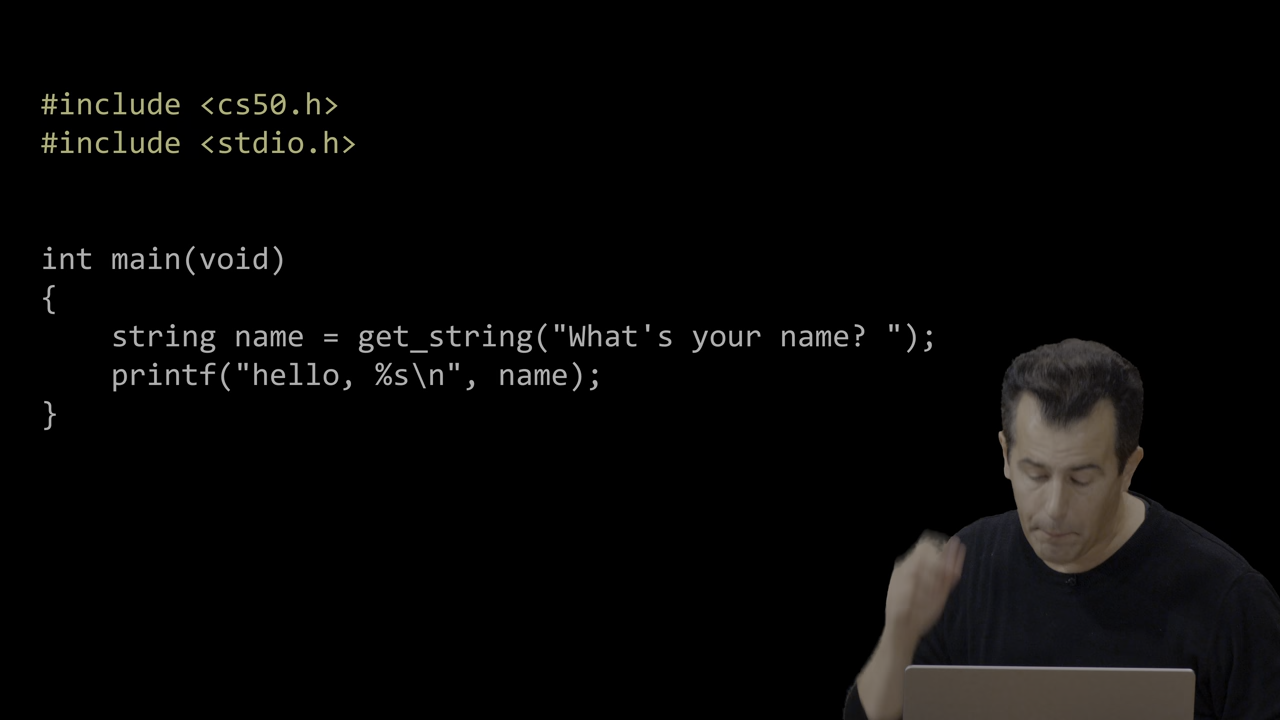 #include <cs50.h>
#include <stdio.h>
int main(void)
{
    string name = get_string("What's your name? ");
    printf("hello, %s\n", name);
}